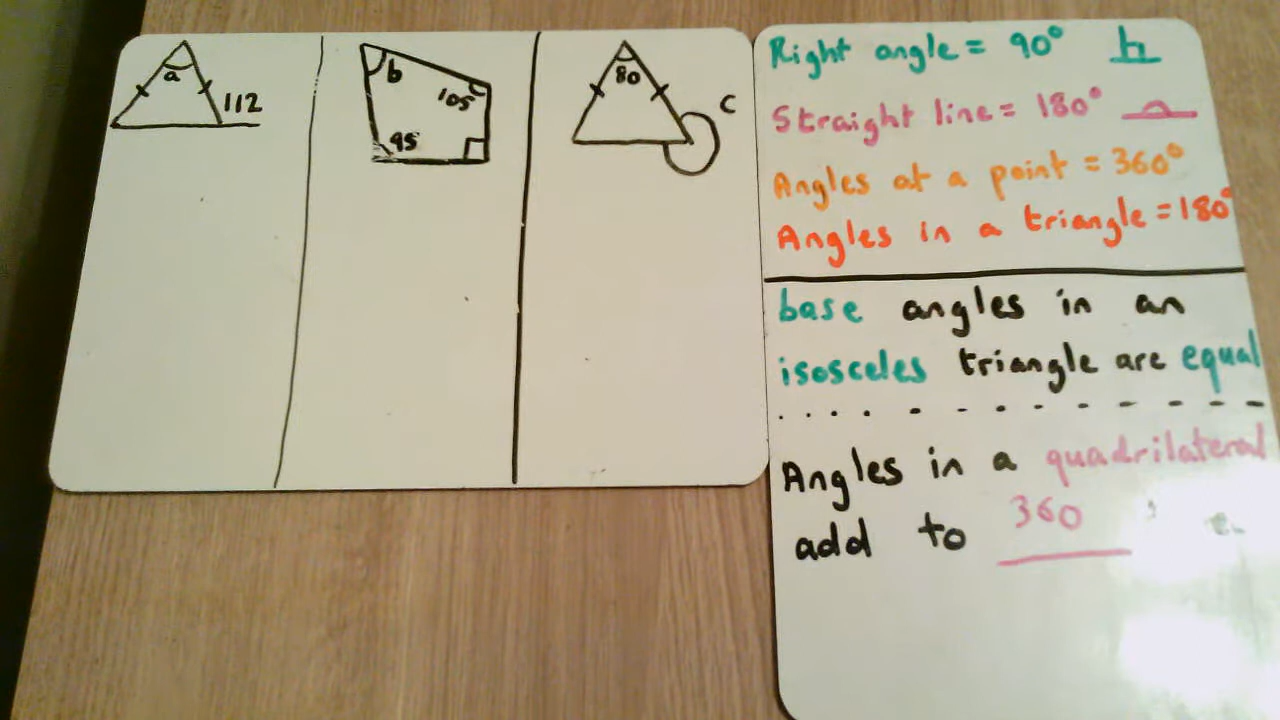 a
112
b
105
95
80
c
Right angle = 90°
Straight line = 180°
Angles at a point = 360°
Angles in a triangle = 180°
base angles in an
isosceles triangle are equal
Angles in a quadrilateral
add to 360